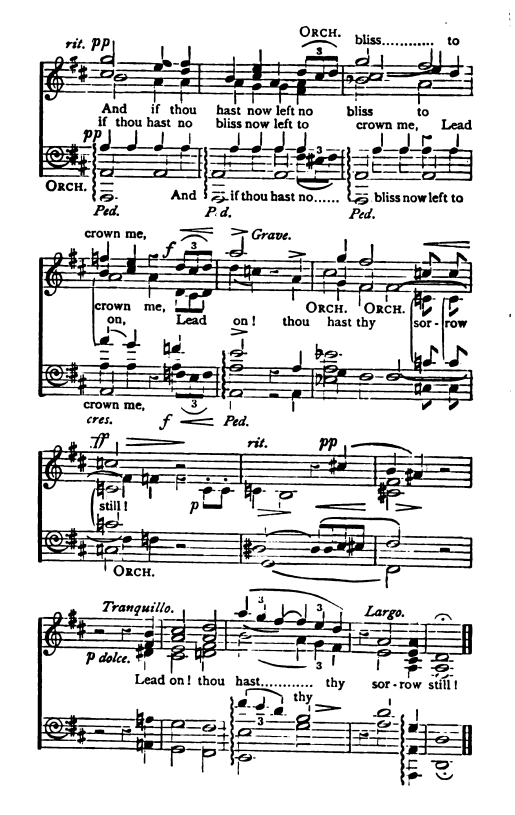 ORCH.
rit. pp
bliss............ to
3
And if thou hast now left no bliss to
if thou hast no bliss now left to crown me, Lead
pp
3
ORCH.
And if thou hast no...... bliss now left to
Ped. P.d. Ped.
crown me,
f 3 Grave.
crown me,
ORCH. ORCH.
on, Lead on! thou hast thy sor - row
crown me,
3
cres. f Ped.
ff rit. pp
still! p
ORCH.
Tranquillo. 3 3 Largo.
p dolce. 3
Lead on! thou hast............ thy sor - row still!
thy
3